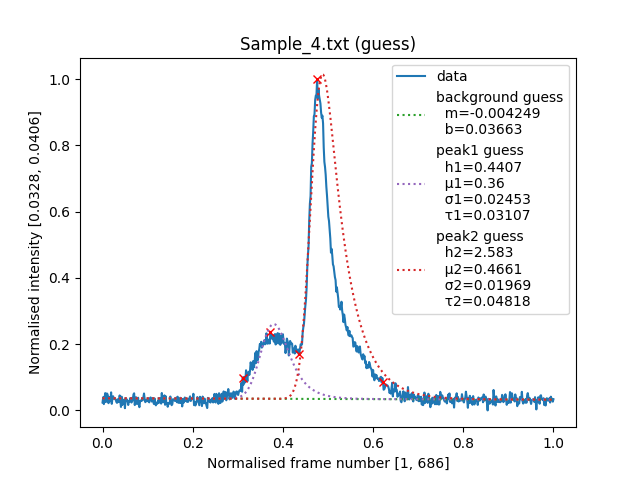 Sample_4.txt (guess)
Normalised intensity [0.0328, 0.0406]
1.0
0.8
0.6
0.4
0.2
0.0
data
background guess
m=-0.004249
b=0.03663
peak1 guess
h1=0.4407
μ1=0.36
σ1=0.02453
τ1=0.03107
peak2 guess
h2=2.583
μ2=0.4661
σ2=0.01969
τ2=0.04818
0.0 0.2 0.4 0.6 0.8 1.0
Normalised frame number [1, 686]